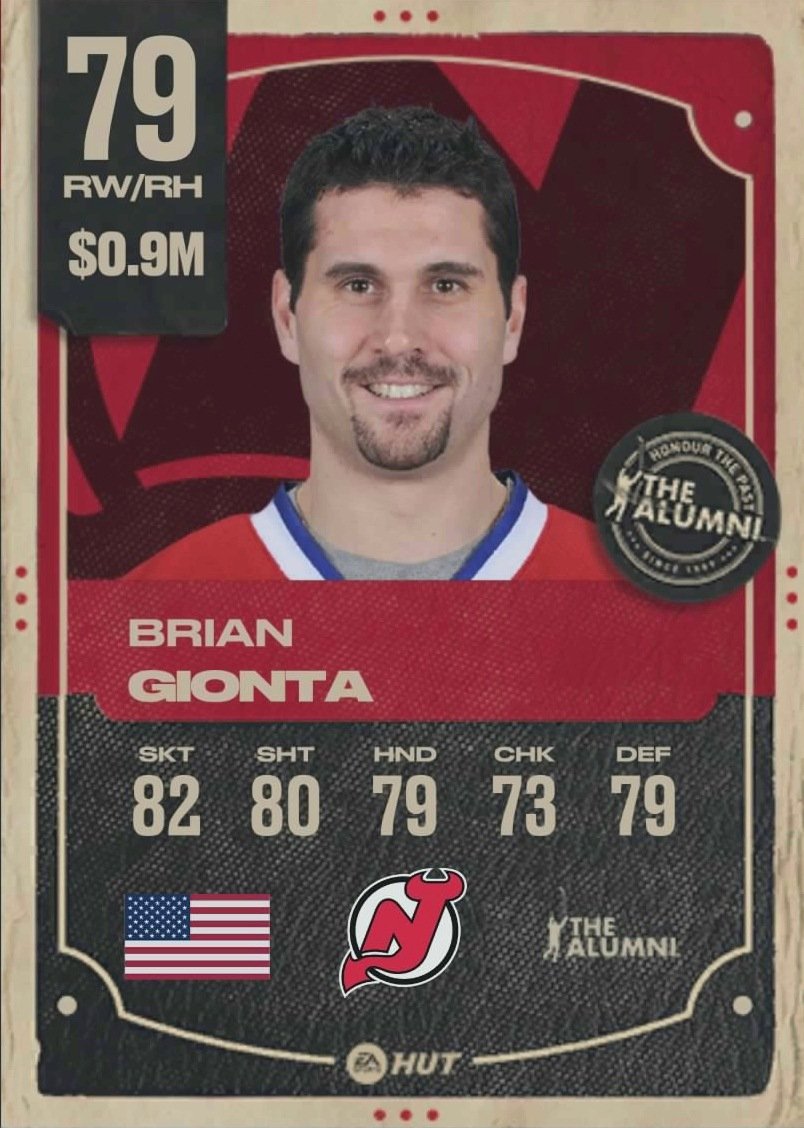 79
RW/RH
$0.9M
HONOUR THE PAST
THE
ALUMNI
BRIAN
GIONTA
SKT SHT HND CHK DEF
82 80 79 73 79
THE
ALUMNI
EA HUT